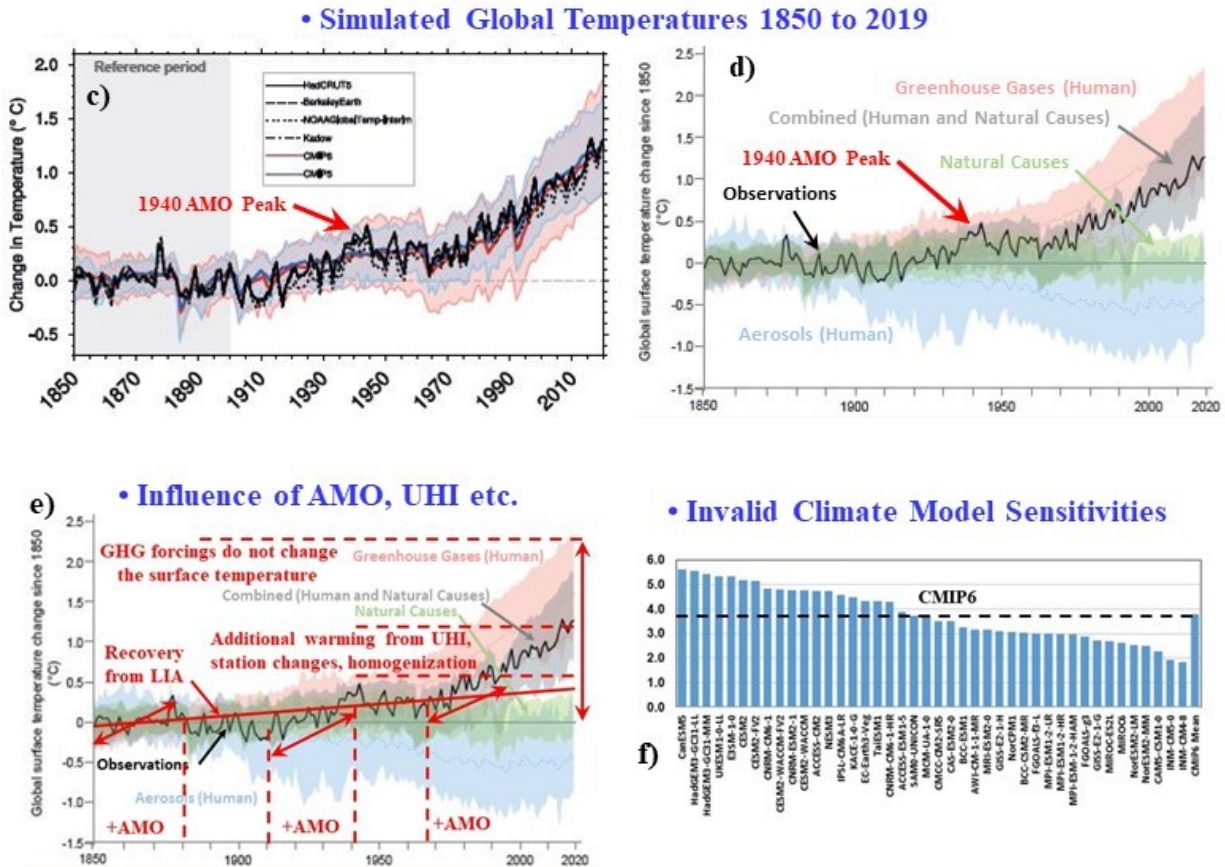 • Simulated Global Temperatures 1850 to 2019
c)
Reference period
HadCRUT5
BerkeleyEarth
NOAAGlobalTemp-Interim
Kadow
CMIP6
CMIP5
1940 AMO Peak
Change in Temperature (°C)
2.0
1.5
1.0
0.5
0.0
-0.5
1850
1870
1890
1910
1930
1950
1970
1990
2010
d)
Greenhouse Gases (Human)
Combined (Human and Natural Causes)
1940 AMO Peak
Natural Causes
Observations
Aerosols (Human)
Global surface temperature change since 1850
(°C)
2.5
2.0
1.5
1.0
0.5
0
-0.5
-1.0
-1.5
1850
1900
1950
2000
2020
• Influence of AMO, UHI etc.
e)
GHG forcings do not change
the surface temperature
Greenhouse Gases (Human)
Combined (Human and Natural Causes)
Natural Causes
Additional warming from UHI,
station changes, homogenization
Recovery
from LIA
Observations
Aerosols (Human)
+AMO
+AMO
+AMO
Global surface temperature change since 1850
(°C)
2.5
2.0
1.5
1.0
0.5
0
-0.5
-1.0
-1.5
1850
1900
1950
2000
2020
• Invalid Climate Model Sensitivities
f)
CMIP6
6.0
5.0
4.0
3.0
2.0
1.0
0.0
CanESM5
HadGEM3-GC31-LL
HadGEM3-GC31-MM
UKESM1-0-LL
E3SM-1-0
CESM2
CESM2-FV2
CNRM-CM6-1
CESM2-WACCM-FV2
CNRM-ESM2-1
CESM2-WACCM
ACCESS-CM2
NESM3
IPSL-CM6A-LR
KACE-1-0-G
EC-Earth3-Veg
TaiESM1
CNRM-CM6-1-HR
ACCESS-ESM1-5
SAM0-UNICON
MCM-UA-1-0
CMCC-CM2-SR5
CAS-ESM2-0
BCC-ESM1
AWI-CM-1-1-MR
MRI-ESM2-0
GISS-E2-1-H
NorCPM1
BCC-CSM2-MR
FGOALS-f3-L
MPI-ESM1-2-LR
MPI-ESM1-2-HR
MPI-ESM-1-2-HAM
FGOALS-g3
GISS-E2-1-G
MIROC-ES2L
MIROC6
NorESM2-LM
NorESM2-MM
CAMS-CSM1-0
INM-CM5-0
INM-CM4-8
CMIP6 Mean